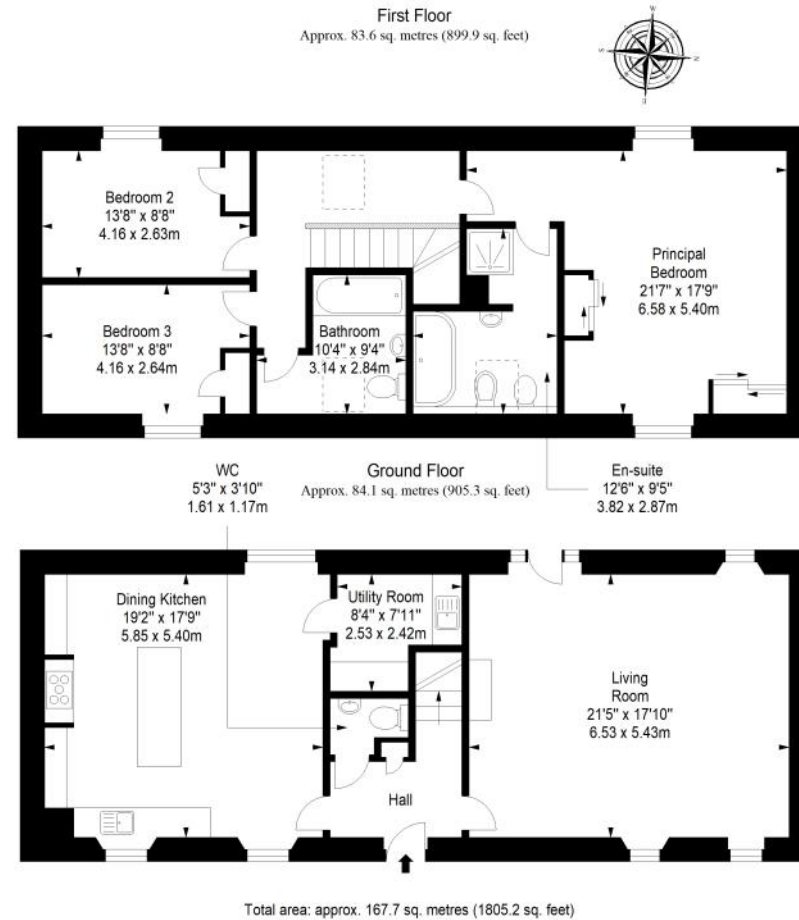 First Floor
Approx. 83.6 sq. metres (899.9 sq. feet)
W
S
N
Bedroom 2
13'8" x 8'8"
4.16 x 2.63m
Principal
Bedroom
21'7" x 17'9"
6.58 x 5.40m
Bedroom 3
13'8" x 8'8"
4.16 x 2.64m
Bathroom
10'4" x 9'4"
3.14 x 2.84m
WC
5'3" x 3'10"
1.61 x 1.17m
Ground Floor
Approx. 84.1 sq. metres (905.3 sq. feet)
En-suite
12'6" x 9'5"
3.82 x 2.87m
Dining Kitchen
19'2" x 17'9"
5.85 x 5.40m
Utility Room
8'4" x 7'11"
2.53 x 2.42m
Living
Room
21'5" x 17'10"
6.53 x 5.43m
Hall
Total area: approx. 167.7 sq. metres (1805.2 sq. feet)